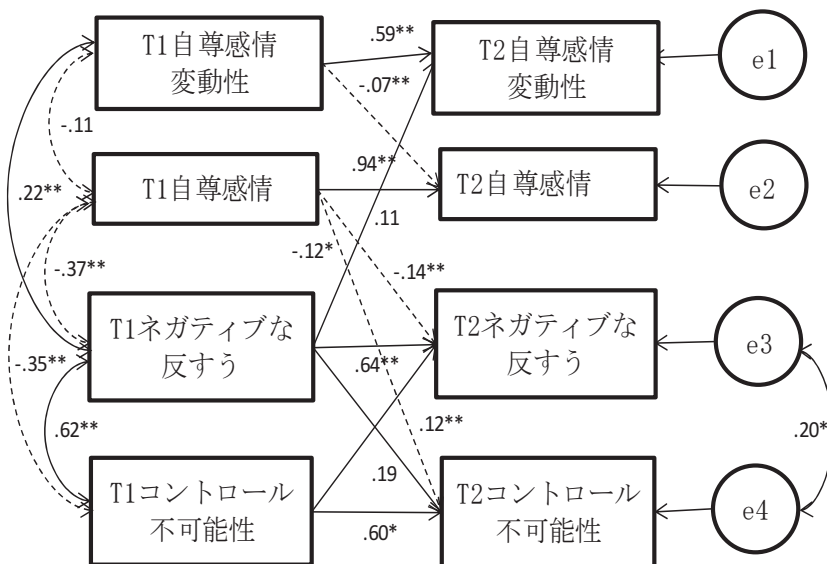 T1自尊感情
変動性
.59**
T2自尊感情
変動性
e1
-.07**
-.11
.22**
T1自尊感情
.94**
T2自尊感情
e2
.11
-.12*
-.37**
-.14**
T1ネガティブな
反すう
T2ネガティブな
反すう
e3
-.35**
.64**
.62**
.12**
.20*
.19
T1コントロール
不可能性
.60*
T2コントロール
不可能性
e4